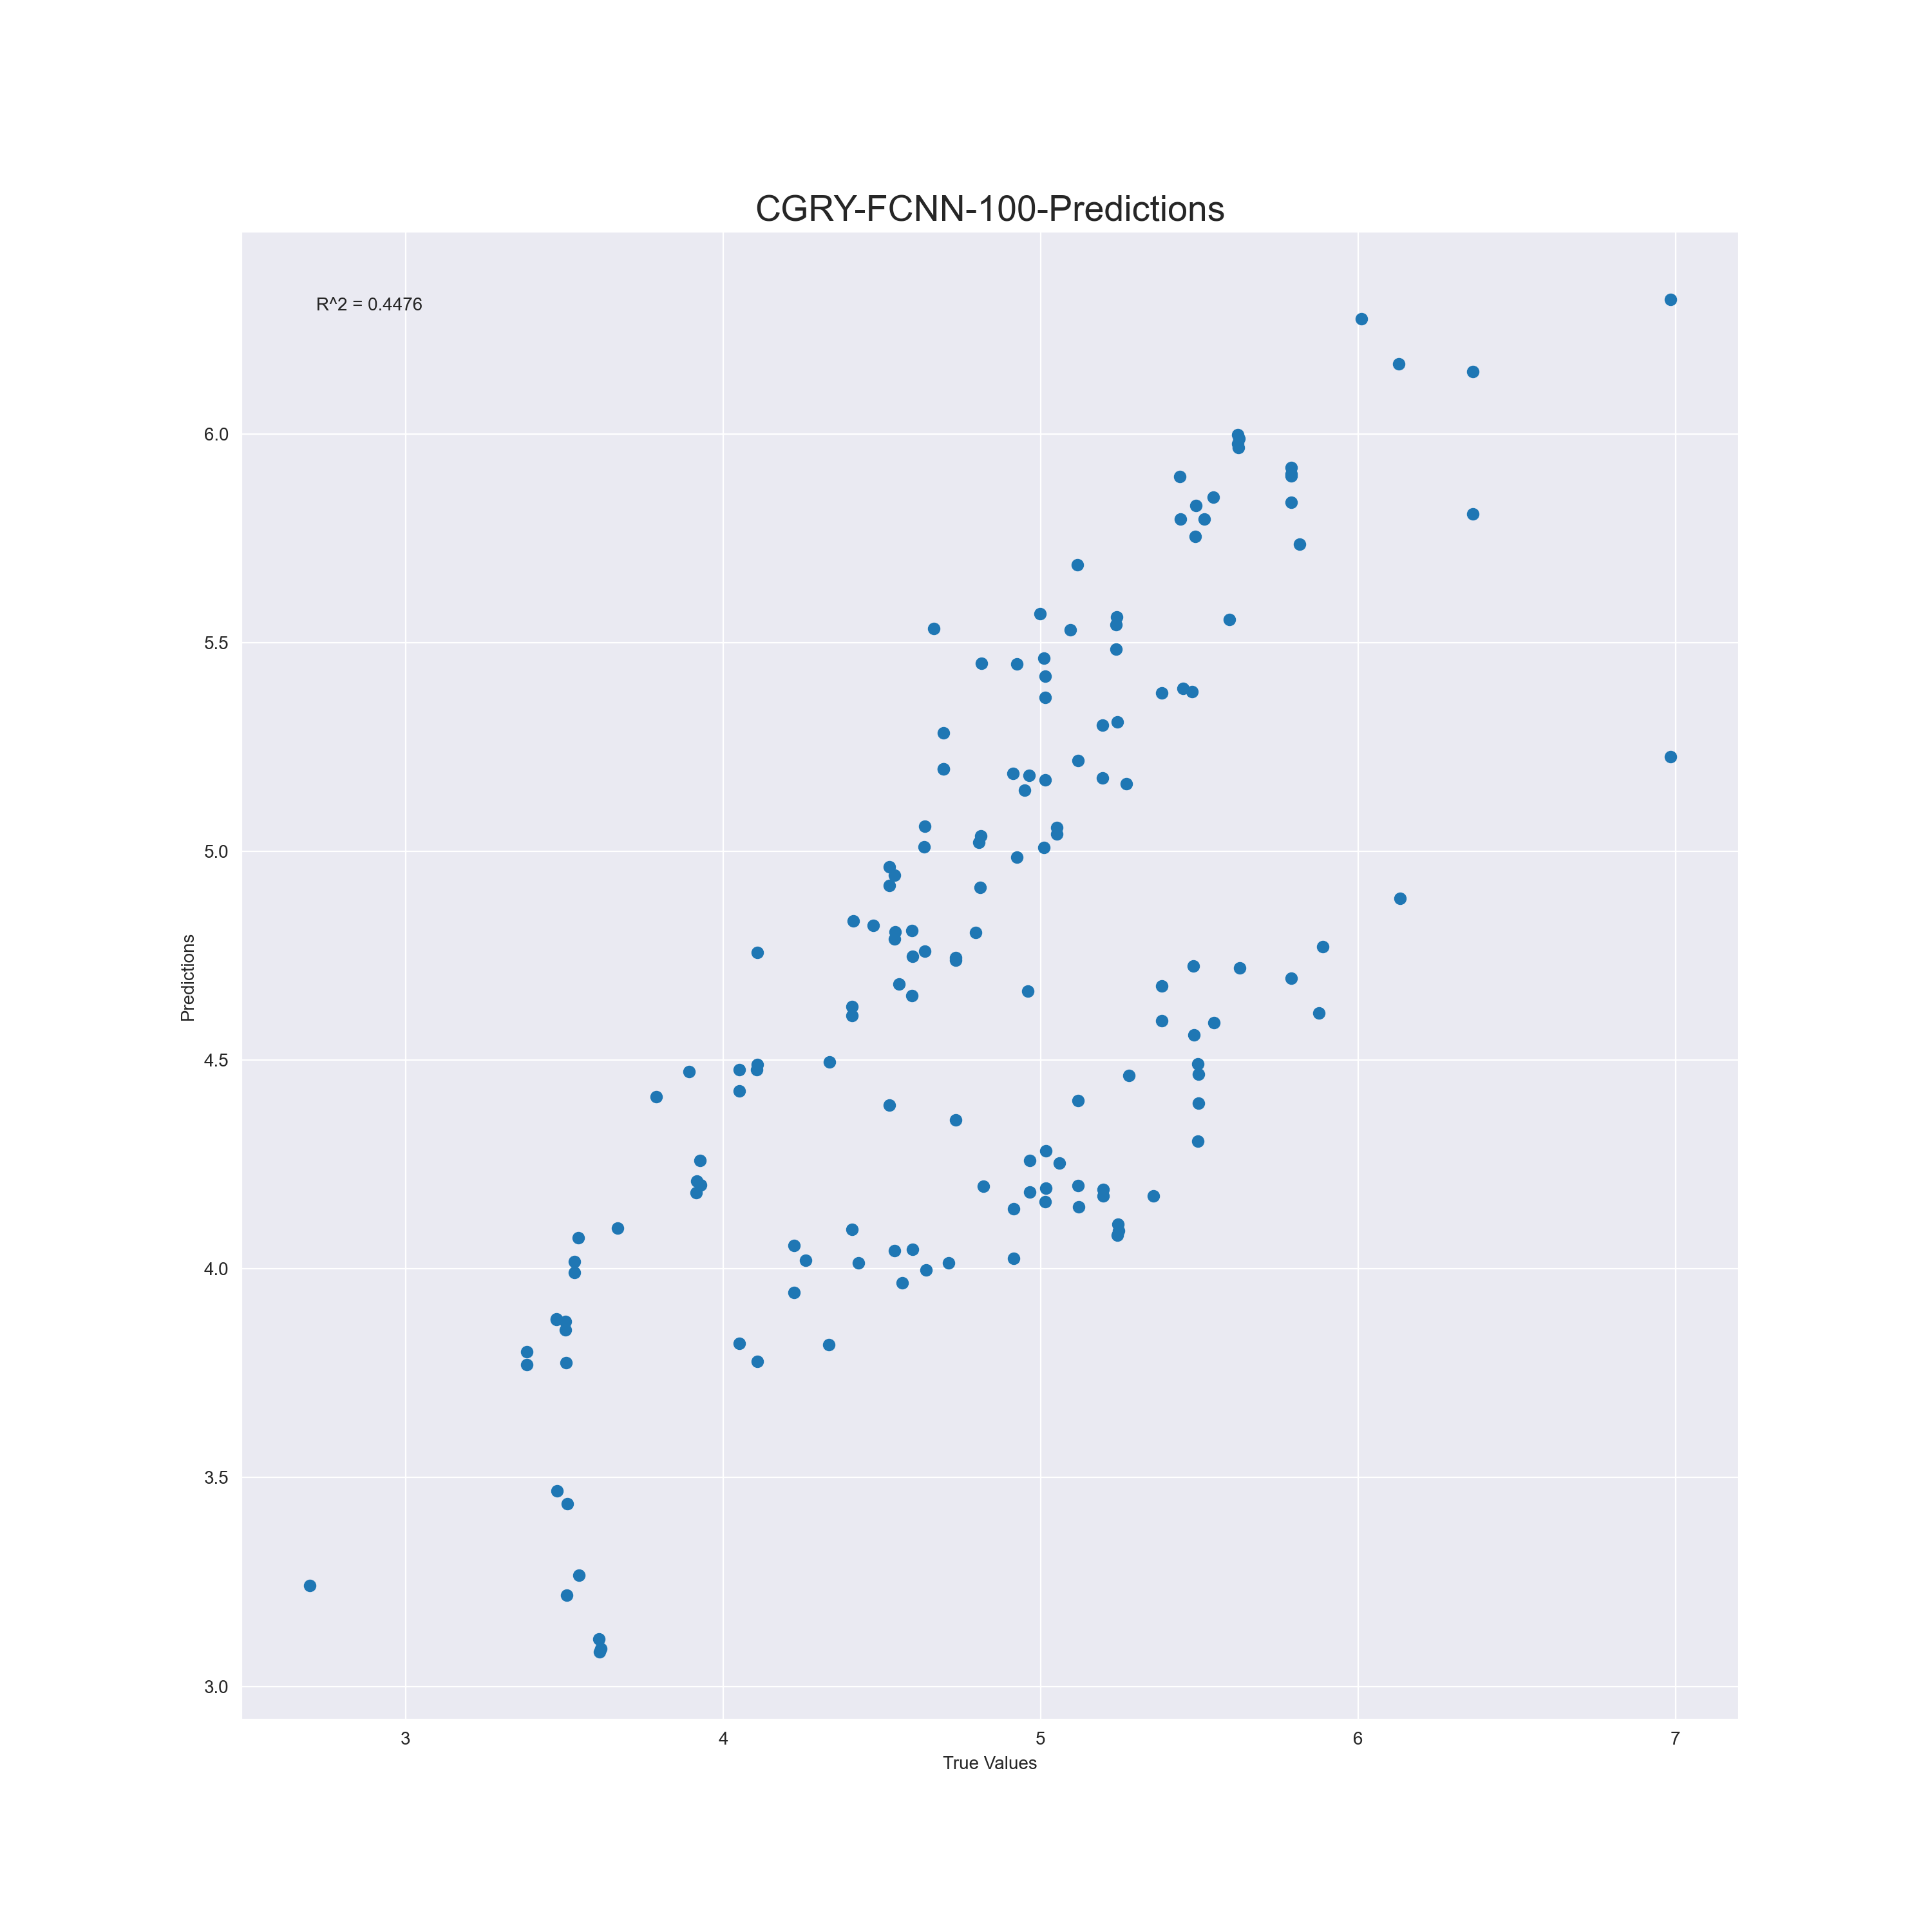 CGRY-FCNN-100-Predictions
R^2 = 0.4476
6.0
5.5
5.0
4.5
4.0
3.5
3.0
Predictions
3 4 5 6 7
True Values